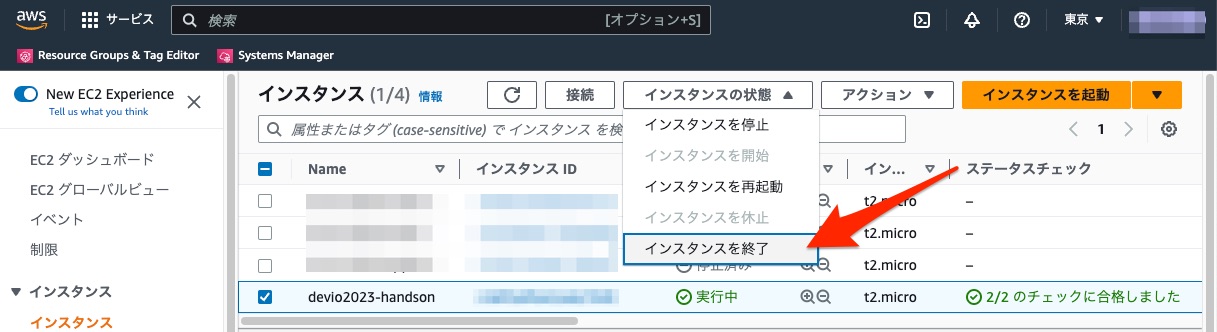 aws
サービス
検索
[オプション+S]
東京
Resource Groups & Tag Editor
Systems Manager
New EC2 Experience
Tell us what you think
EC2 ダッシュボード
EC2 グローバルビュー
イベント
制限
インスタンス
インスタンス
インスタンス (1/4) 情報
接続
インスタンスの状態
アクション
インスタンスを起動
属性またはタグ (case-sensitive) で インスタンス を検
1
インスタンスを停止
インスタンスを開始
インスタンスを再起動
インスタンスを休止
インスタンスを終了
Name
インスタンス ID
イン...
ステータスチェック
t2.micro
–
t2.micro
–
停止済み
t2.micro
–
devio2023-handson
実行中
t2.micro
2/2 のチェックに合格しました